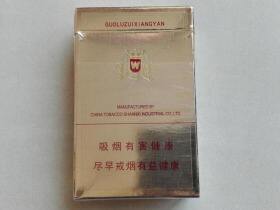 GUOLUZUIXIANGYAN
W
MANUFACTURED BY
CHINA TOBACCO SHANXI INDUSTRIAL CO., LTD
吸烟有害健康
尽早戒烟有益健康